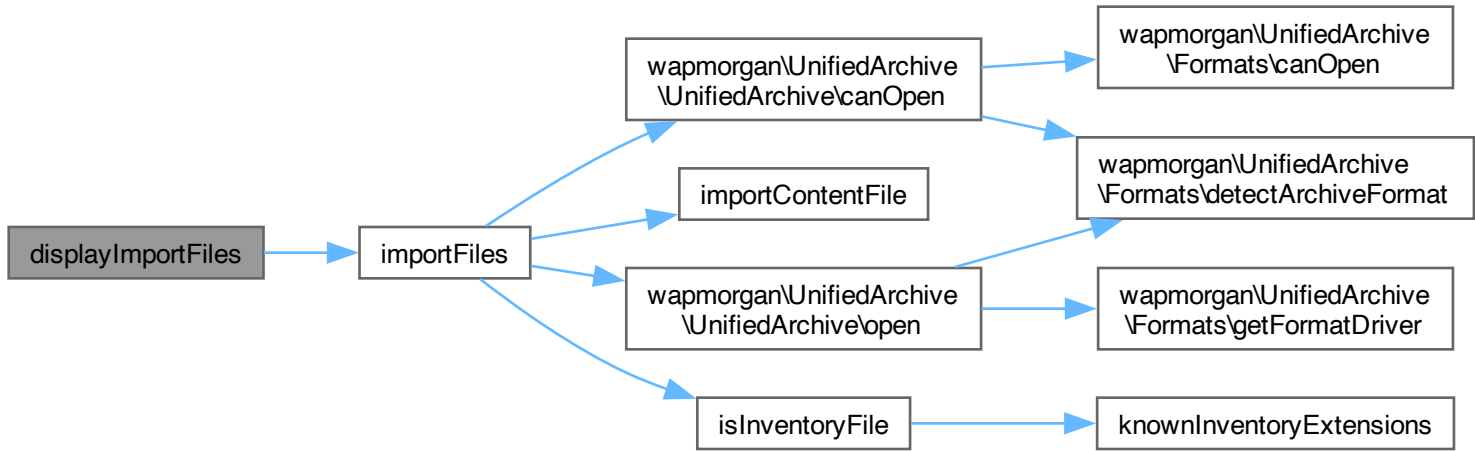 displayImportFiles
importFiles
wapmorgan\UnifiedArchive
\UnifiedArchive\canOpen
importContentFile
wapmorgan\UnifiedArchive
\UnifiedArchive\open
isInventoryFile
wapmorgan\UnifiedArchive
\Formats\canOpen
wapmorgan\UnifiedArchive
\Formats\detectArchiveFormat
wapmorgan\UnifiedArchive
\Formats\getFormatDriver
knownInventoryExtensions